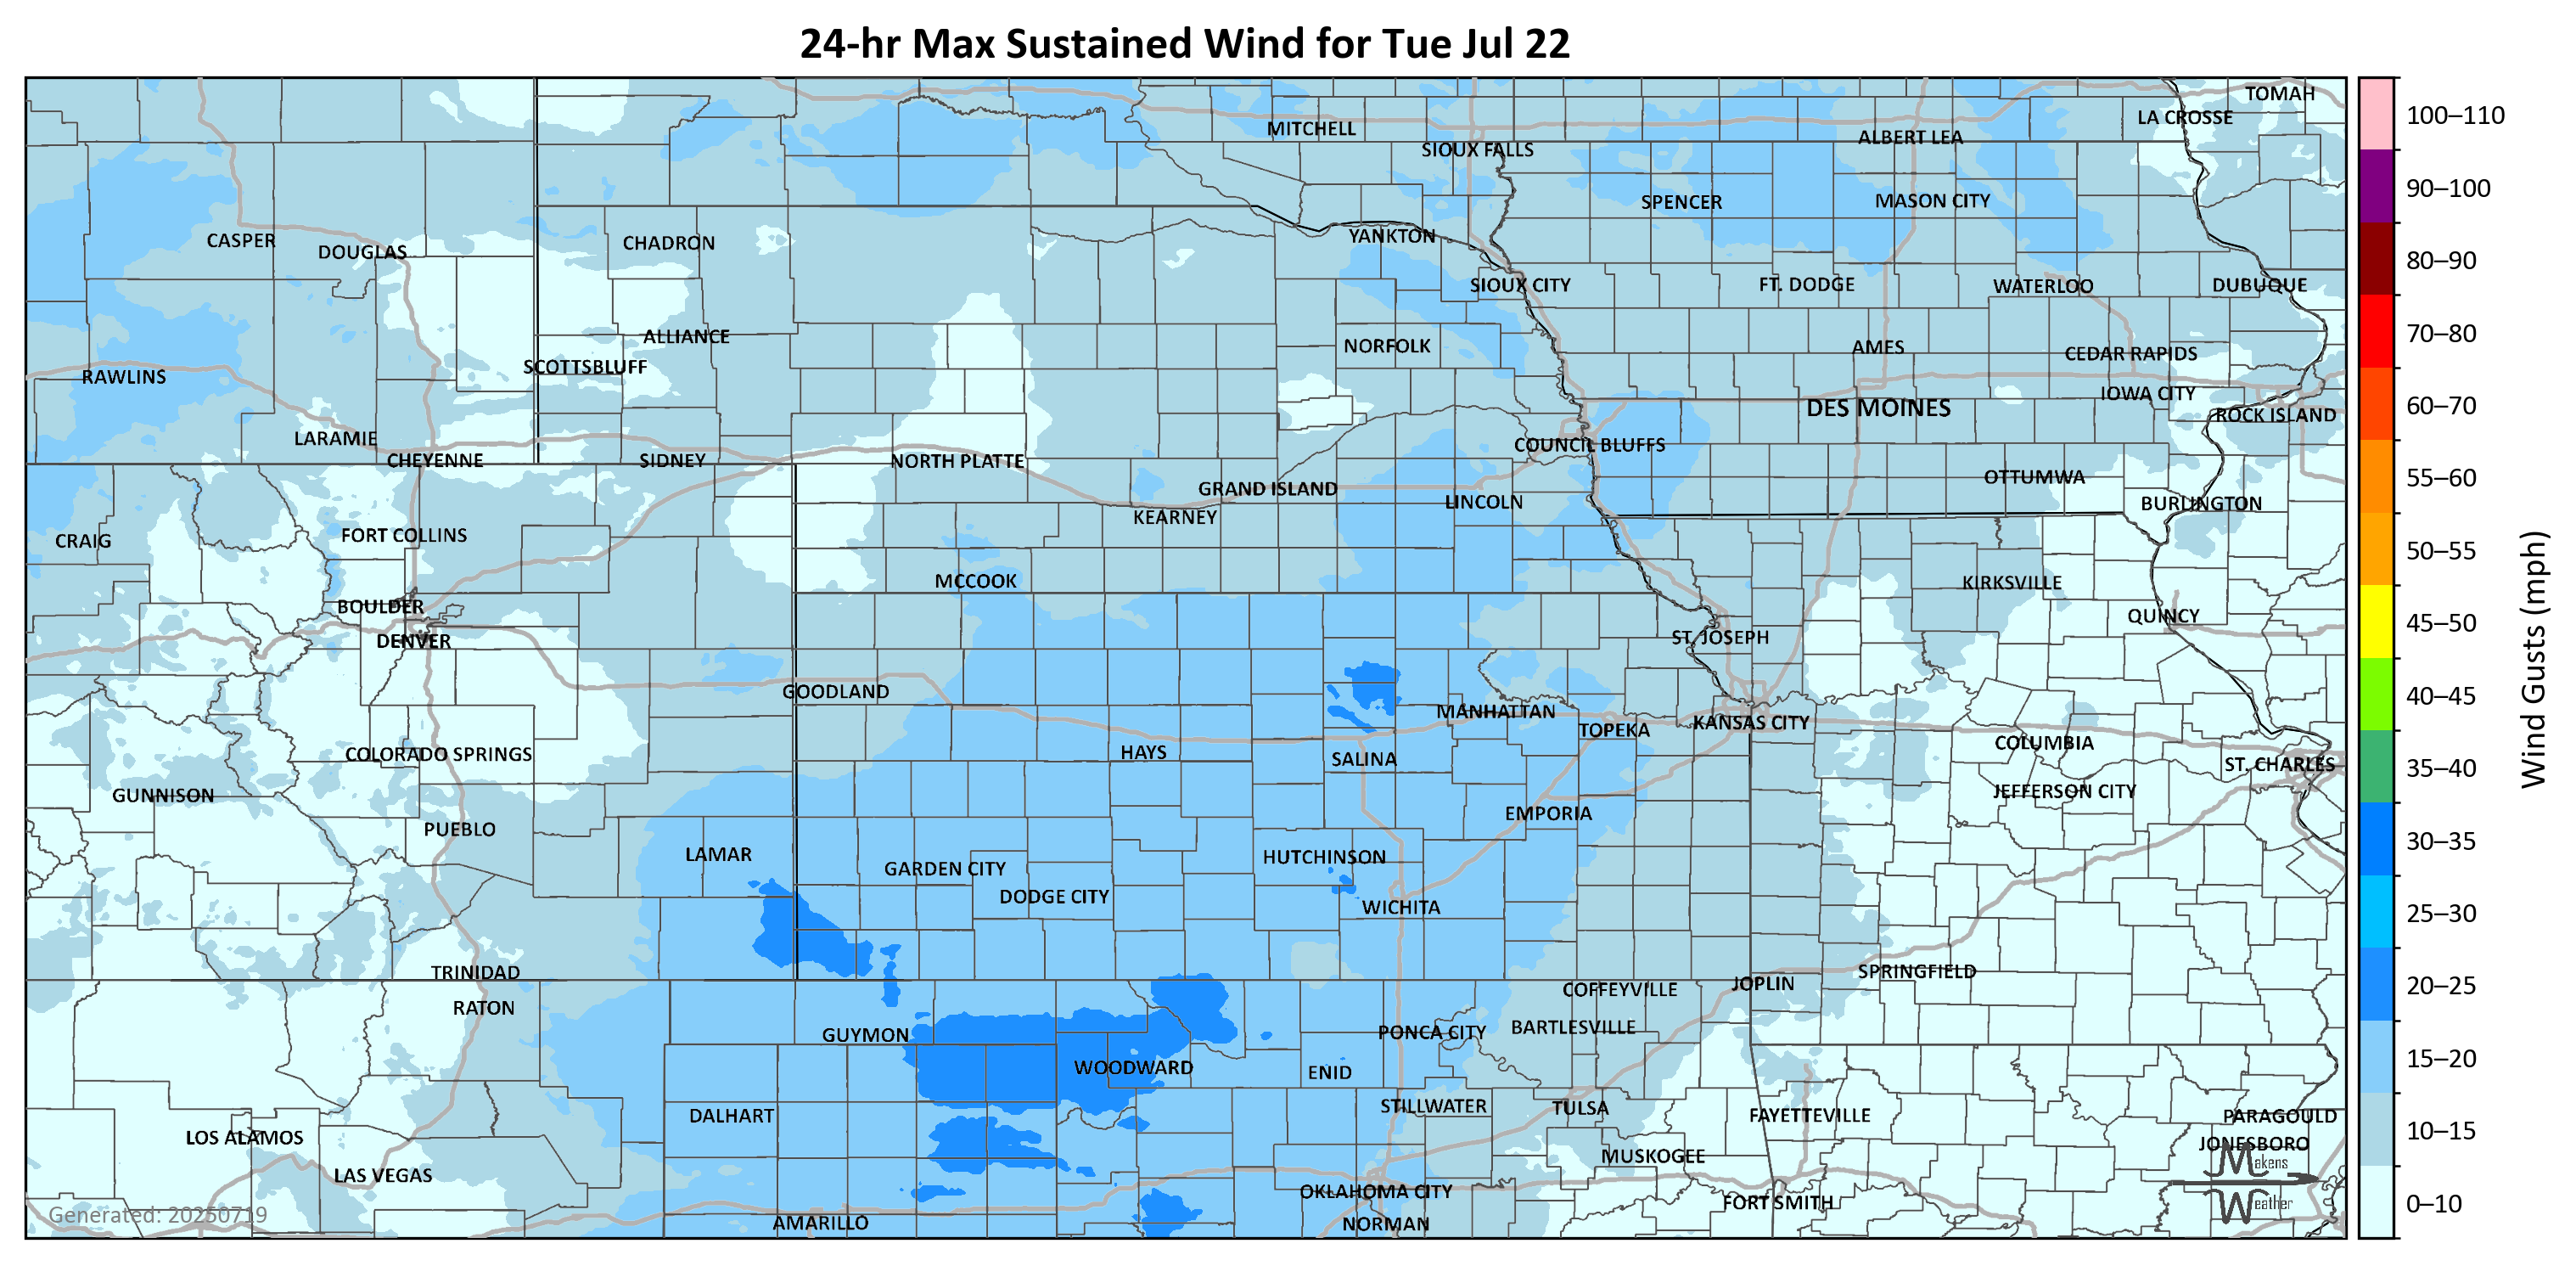 24-hr Max Sustained Wind for Tue Jul 22
TOMAH
LA CROSSE
MITCHELL
ALBERT LEA
SIOUX FALLS
SPENCER
MASON CITY
CASPER
DOUGLAS
CHADRON
YANKTON
SIOUX CITY
FT. DODGE
WATERLOO
DUBUQUE
ALLIANCE
NORFOLK
AMES
CEDAR RAPIDS
SCOTTSBLUFF
RAWLINS
IOWA CITY
DES MOINES
ROCK ISLAND
LARAMIE
COUNCIL BLUFFS
CHEYENNE
SIDNEY
NORTH PLATTE
OTTUMWA
GRAND ISLAND
LINCOLN
BURLINGTON
KEARNEY
FORT COLLINS
CRAIG
MCCOOK
KIRKSVILLE
BOULDER
QUINCY
DENVER
ST. JOSEPH
GOODLAND
MANHATTAN
KANSAS CITY
TOPEKA
COLUMBIA
COLORADO SPRINGS
HAYS
SALINA
ST. CHARLES
GUNNISON
JEFFERSON CITY
EMPORIA
PUEBLO
LAMAR
HUTCHINSON
GARDEN CITY
DODGE CITY
WICHITA
TRINIDAD
SPRINGFIELD
JOPLIN
COFFEYVILLE
RATON
BARTLESVILLE
GUYMON
PONCA CITY
WOODWARD
ENID
STILLWATER
TULSA
DALHART
FAYETTEVILLE
PARAGOULD
LOS ALAMOS
JONESBORO
MUSKOGEE
LAS VEGAS
OKLAHOMA CITY
FORT SMITH
AMARILLO
NORMAN
Generated: 20250719
Makens
Weather
100–110
90–100
80–90
70–80
60–70
55–60
50–55
45–50
40–45
35–40
30–35
25–30
20–25
15–20
10–15
0–10
Wind Gusts (mph)